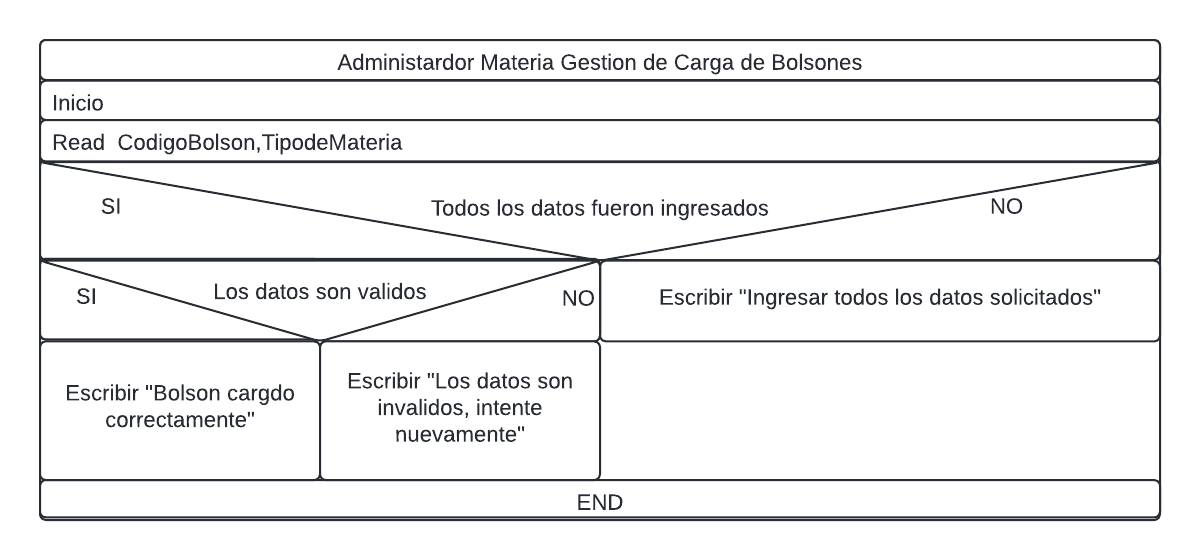 Administardor Materia Gestion de Carga de Bolsones
Inicio
Read  CodigoBolson,TipodeMateria
SI
Todos los datos fueron ingresados
NO
SI
Los datos son validos
NO
Escribir "Ingresar todos los datos solicitados"
Escribir "Bolson cargdo
correctamente"
Escribir "Los datos son
invalidos, intente
nuevamente"
END